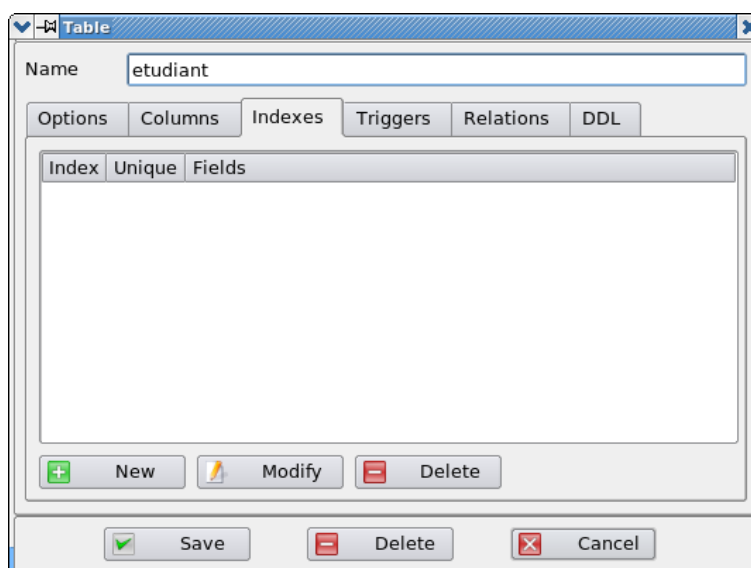 Table
Name etudiant
Options Columns Indexes Triggers Relations DDL
Index Unique Fields
New Modify Delete
Save Delete Cancel